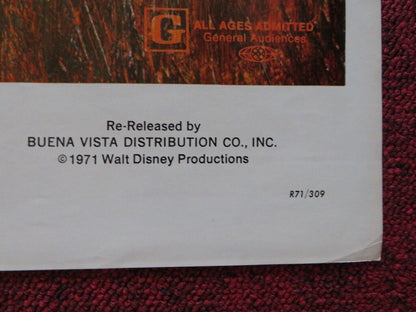 G
ALL AGES ADMITTED
General Audiences
Re-Released by
BUENA VISTA DISTRIBUTION CO., INC.
©1971 Walt Disney Productions
R71/309